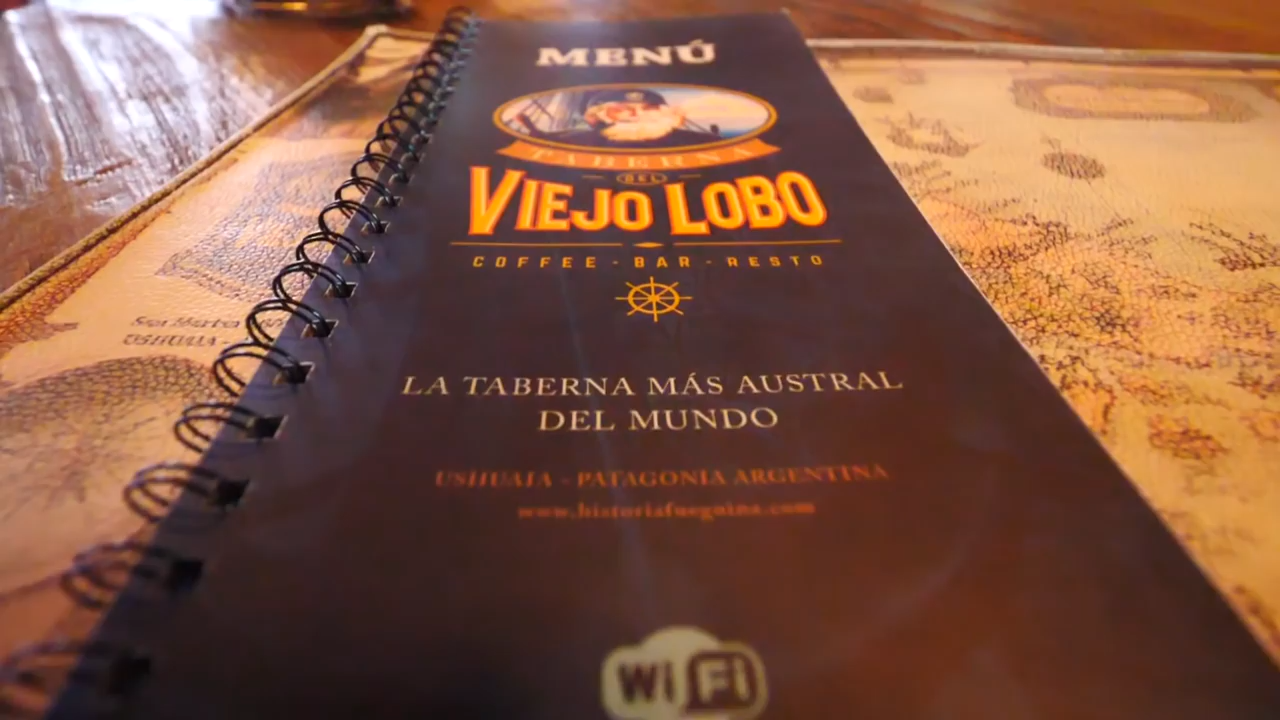 MENÚ
TABERNA
DEL
VIEJO LOBO
COFFEE - BAR - RESTO
LA TABERNA MÁS AUSTRAL
DEL MUNDO
USHUAIA - PATAGONIA ARGENTINA
www.historiafueguina.com
WiFi
USHUAIA